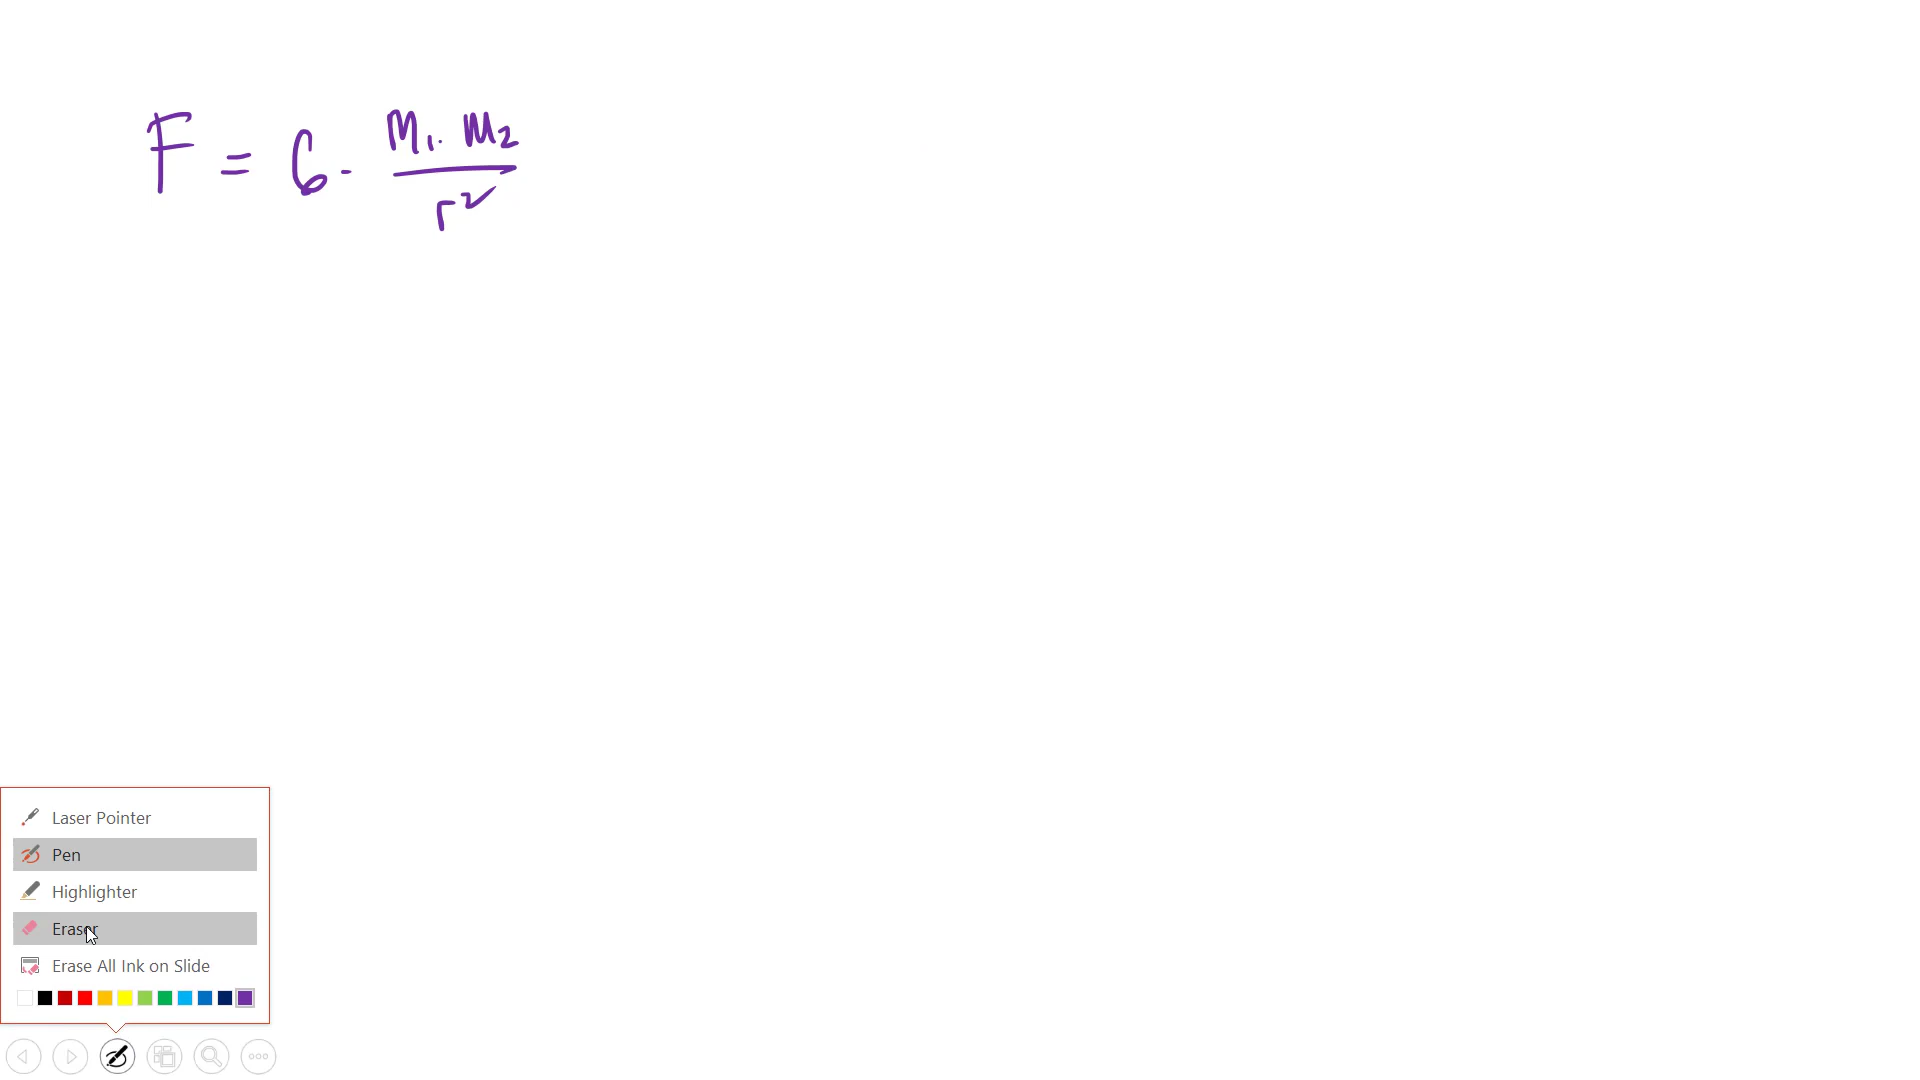 F = G · m₁ · m₂ / r²
Laser Pointer
Pen
Highlighter
Eraser
Erase All Ink on Slide